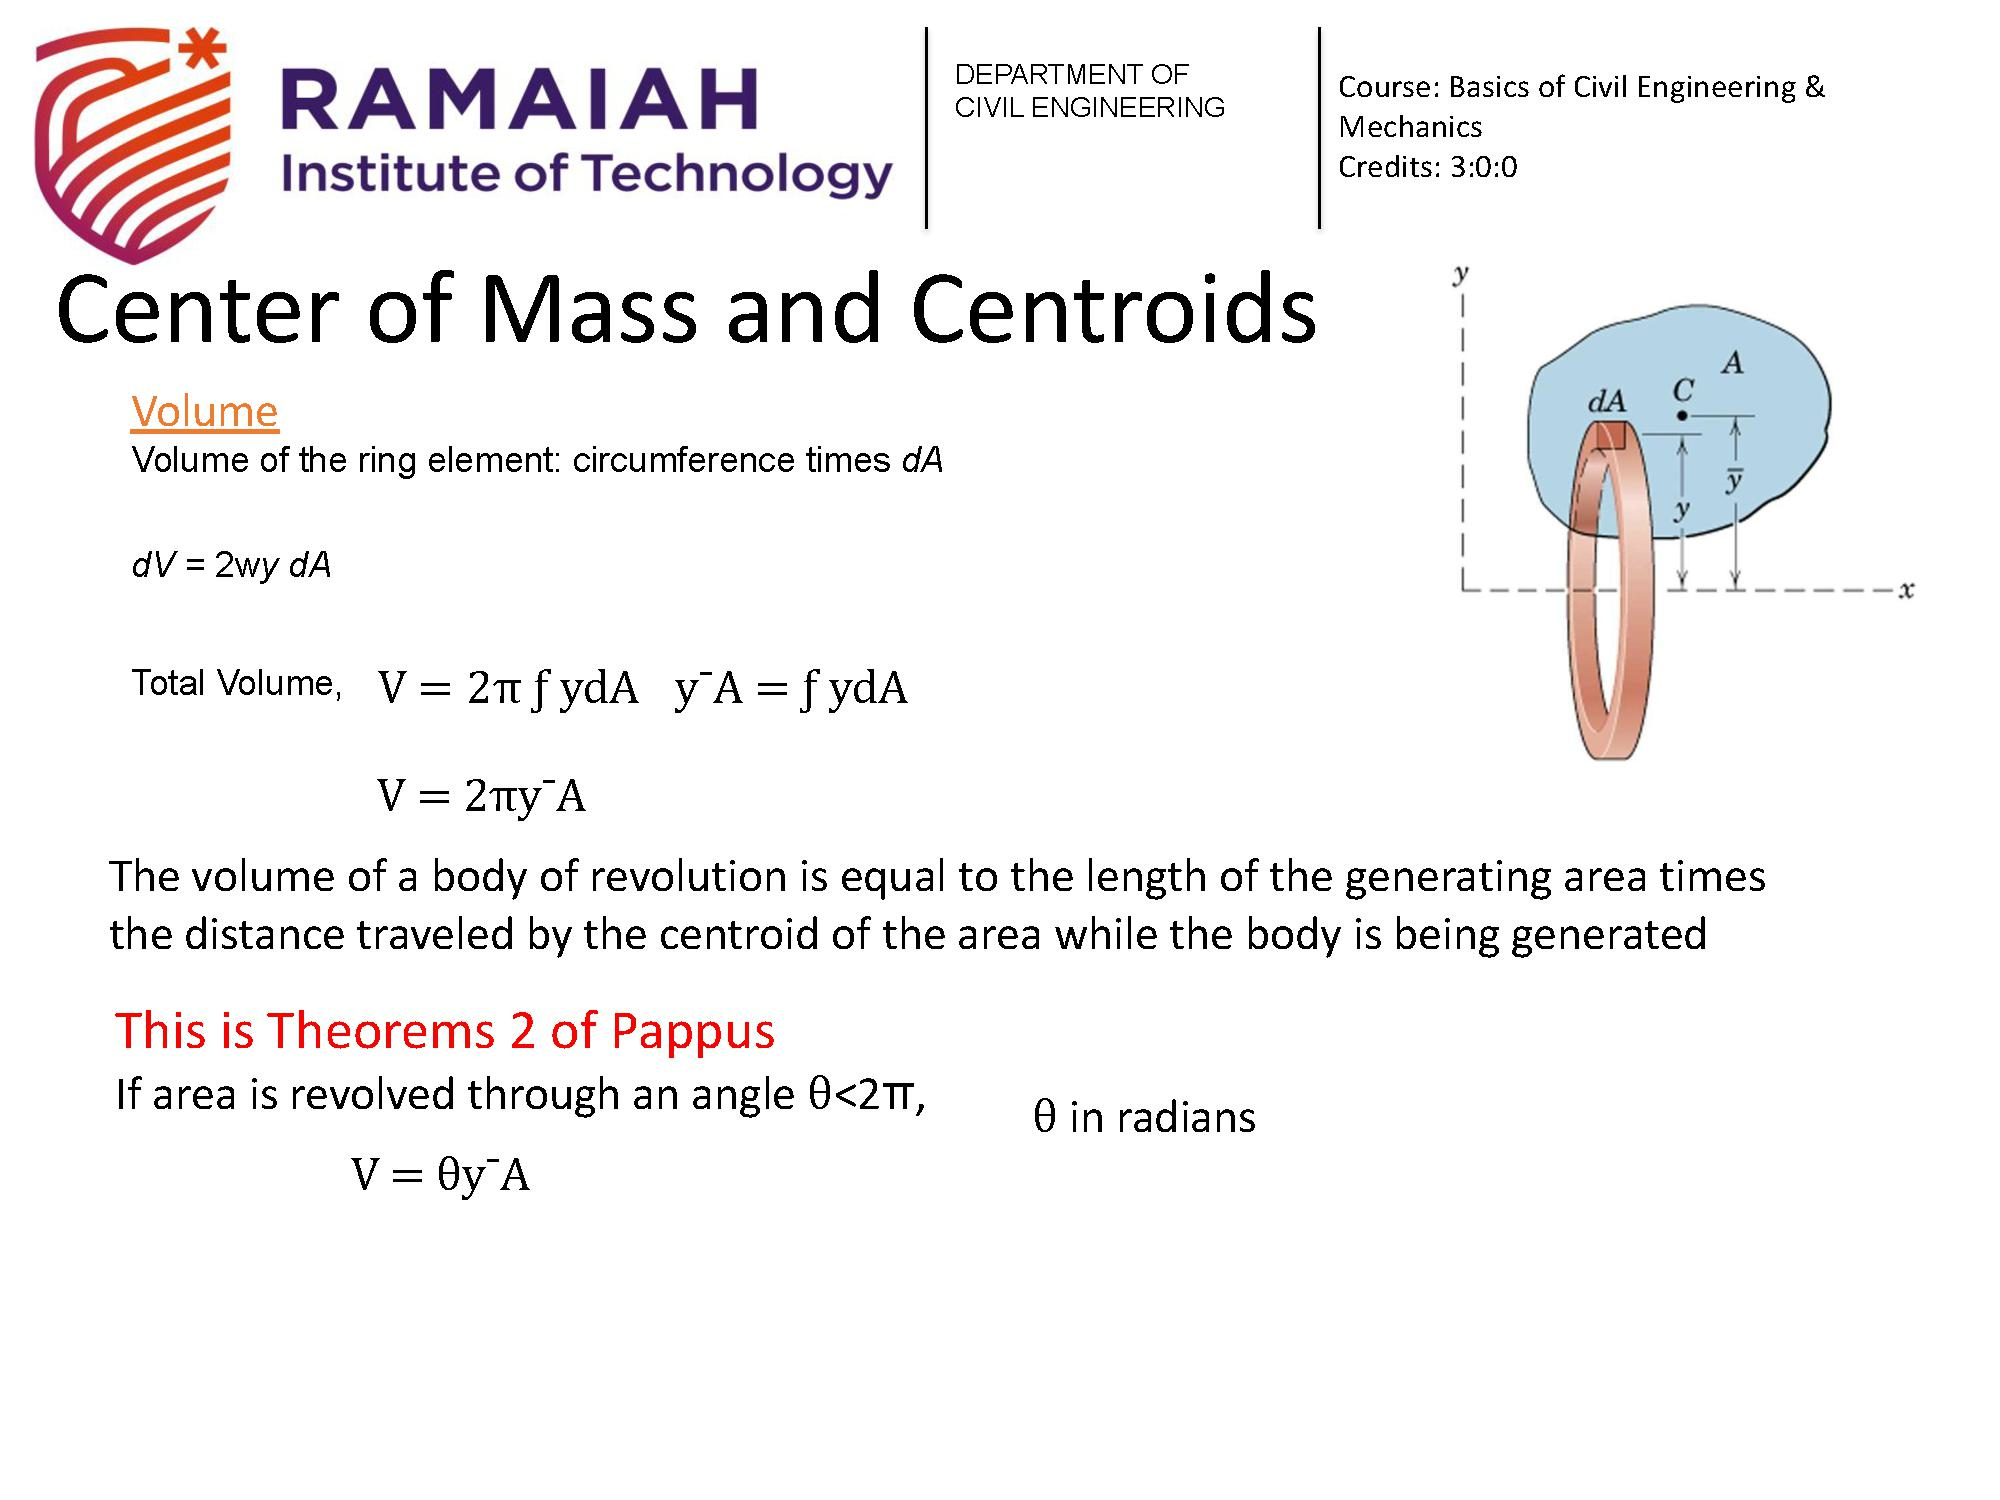 RAMAIAH
Institute of Technology
DEPARTMENT OF
CIVIL ENGINEERING
Course: Basics of Civil Engineering &
Mechanics
Credits: 3:0:0
Center of Mass and Centroids
Volume
Volume of the ring element: circumference times dA
dV = 2wy dA
Total Volume, V = 2π ƒ ydA y¯A = ƒ ydA
V = 2πy¯A
y
A
C
dA
y̅
y
x
The volume of a body of revolution is equal to the length of the generating area times
the distance traveled by the centroid of the area while the body is being generated
This is Theorems 2 of Pappus
If area is revolved through an angle θ<2π,
θ in radians
V = θy¯A